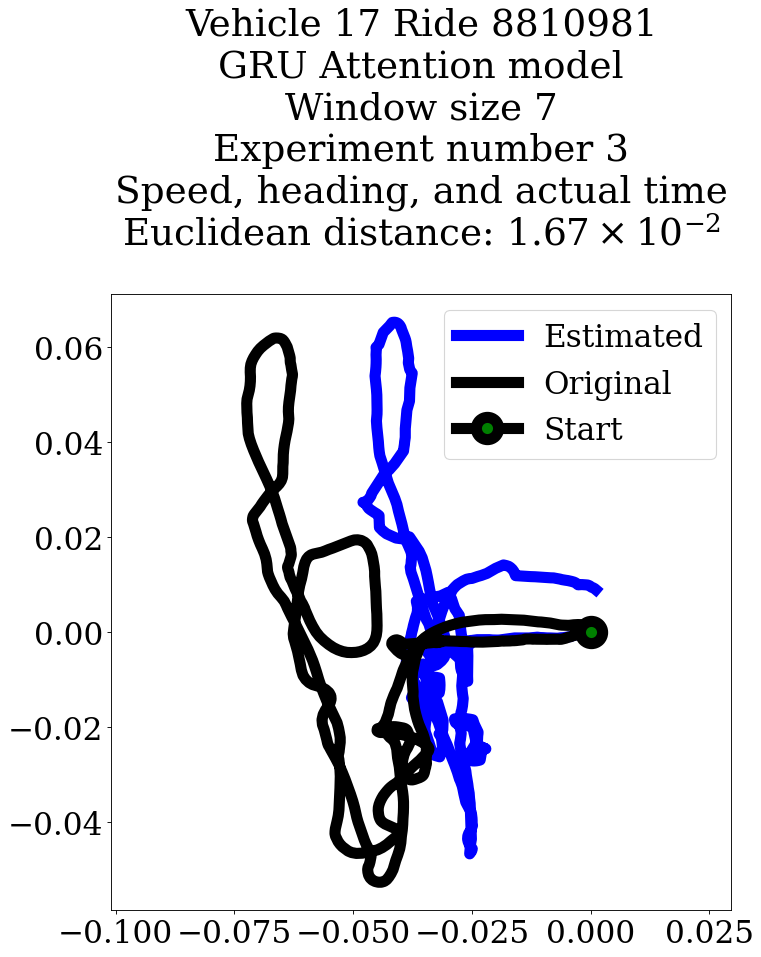 Vehicle 17 Ride 8810981
GRU Attention model
Window size 7
Experiment number 3
Speed, heading, and actual time
Euclidean distance: 1.67 × 10⁻²
Estimated
Original
Start
0.06
0.04
0.02
0.00
−0.02
−0.04
−0.100 −0.075 −0.050 −0.025 0.000 0.025